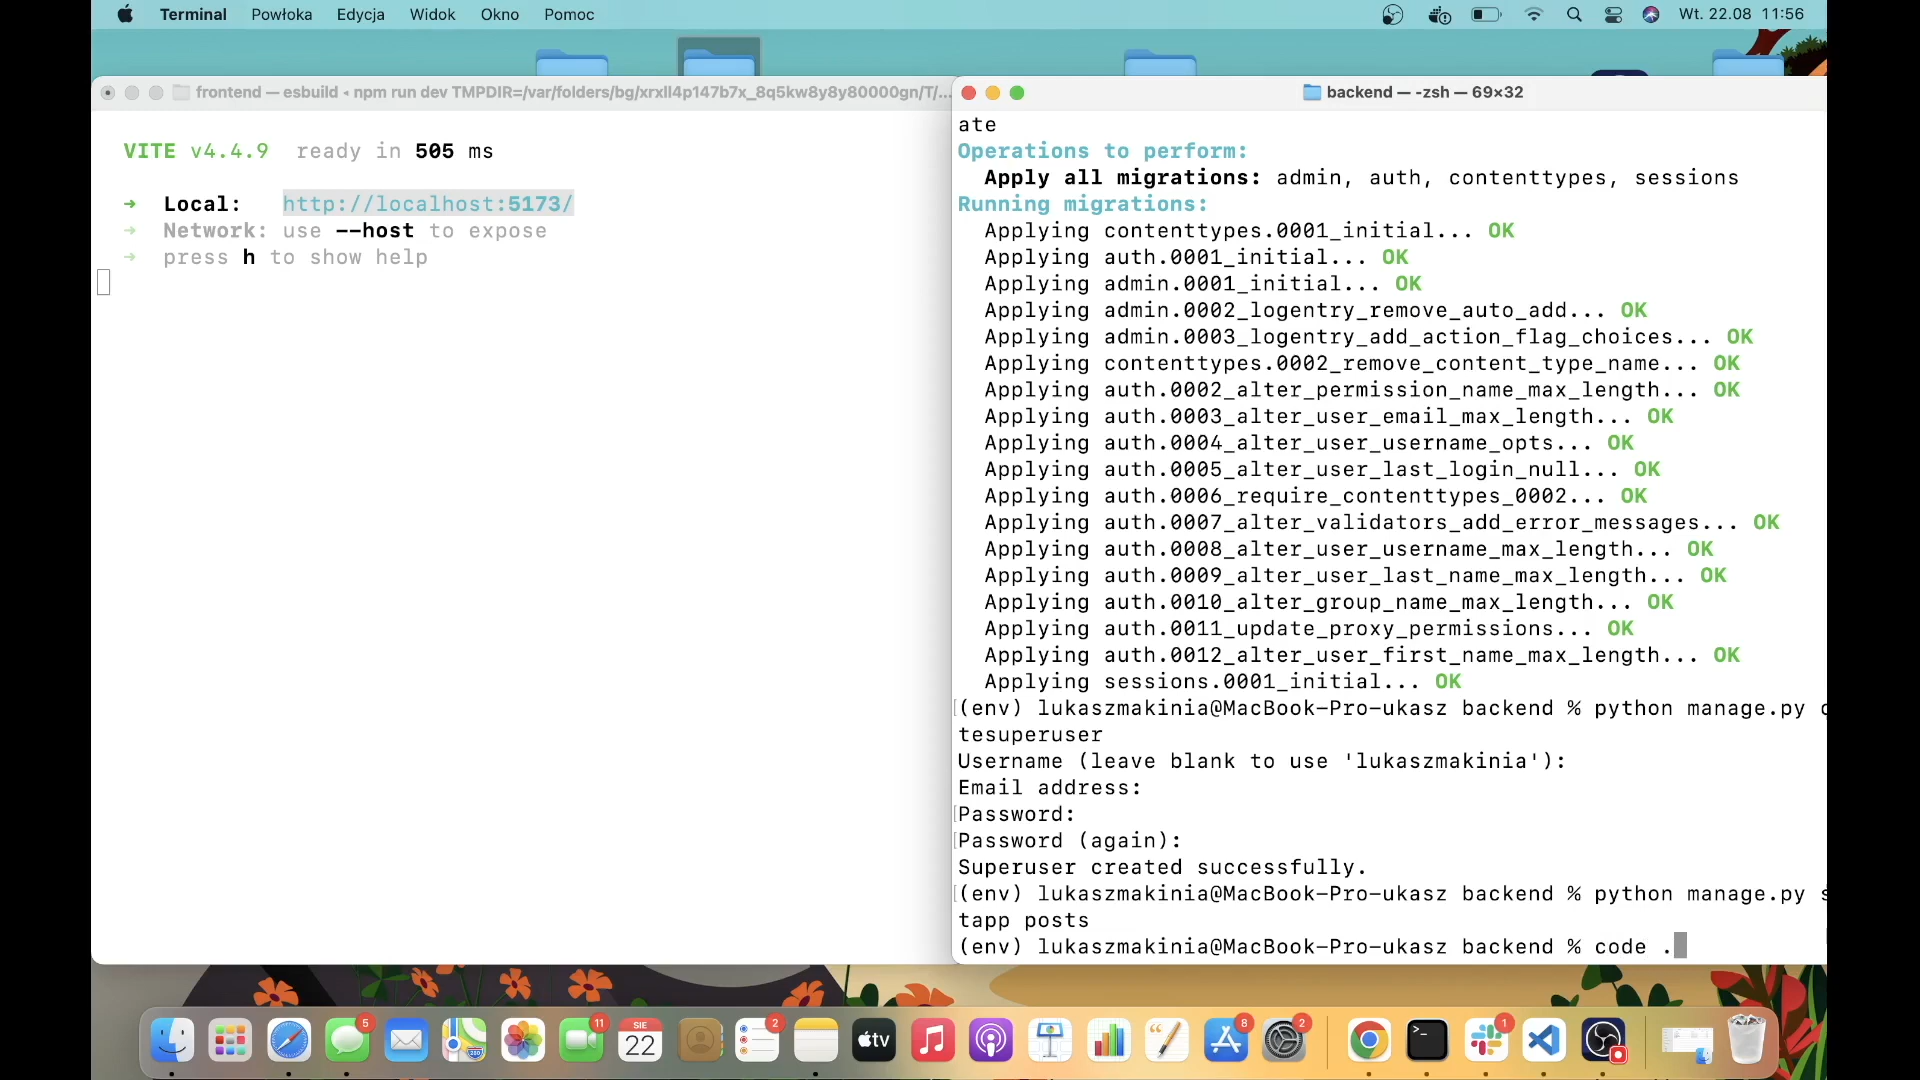 Terminal Powłoka Edycja Widok Okno Pomoc Wt. 22.08 11:56
frontend — esbuild ◂ npm run dev TMPDIR=/var/folders/bg/xrxll4p147b7x_8q5kw8y8y80000gn/T/...
VITE v4.4.9 ready in 505 ms
➜ Local: http://localhost:5173/
➜ Network: use --host to expose
➜ press h to show help
backend — -zsh — 69×32
ate
Operations to perform:
Apply all migrations: admin, auth, contenttypes, sessions
Running migrations:
Applying contenttypes.0001_initial... OK
Applying auth.0001_initial... OK
Applying admin.0001_initial... OK
Applying admin.0002_logentry_remove_auto_add... OK
Applying admin.0003_logentry_add_action_flag_choices... OK
Applying contenttypes.0002_remove_content_type_name... OK
Applying auth.0002_alter_permission_name_max_length... OK
Applying auth.0003_alter_user_email_max_length... OK
Applying auth.0004_alter_user_username_opts... OK
Applying auth.0005_alter_user_last_login_null... OK
Applying auth.0006_require_contenttypes_0002... OK
Applying auth.0007_alter_validators_add_error_messages... OK
Applying auth.0008_alter_user_username_max_length... OK
Applying auth.0009_alter_user_last_name_max_length... OK
Applying auth.0010_alter_group_name_max_length... OK
Applying auth.0011_update_proxy_permissions... OK
Applying auth.0012_alter_user_first_name_max_length... OK
Applying sessions.0001_initial... OK
(env) lukaszmakinia@MacBook-Pro-ukasz backend % python manage.py
tesuperuser
Username (leave blank to use 'lukaszmakinia'):
Email address:
Password:
Password (again):
Superuser created successfully.
(env) lukaszmakinia@MacBook-Pro-ukasz backend % python manage.py
tapp posts
(env) lukaszmakinia@MacBook-Pro-ukasz backend % code .
5 11 SIE 22 2 tv 8 2 1